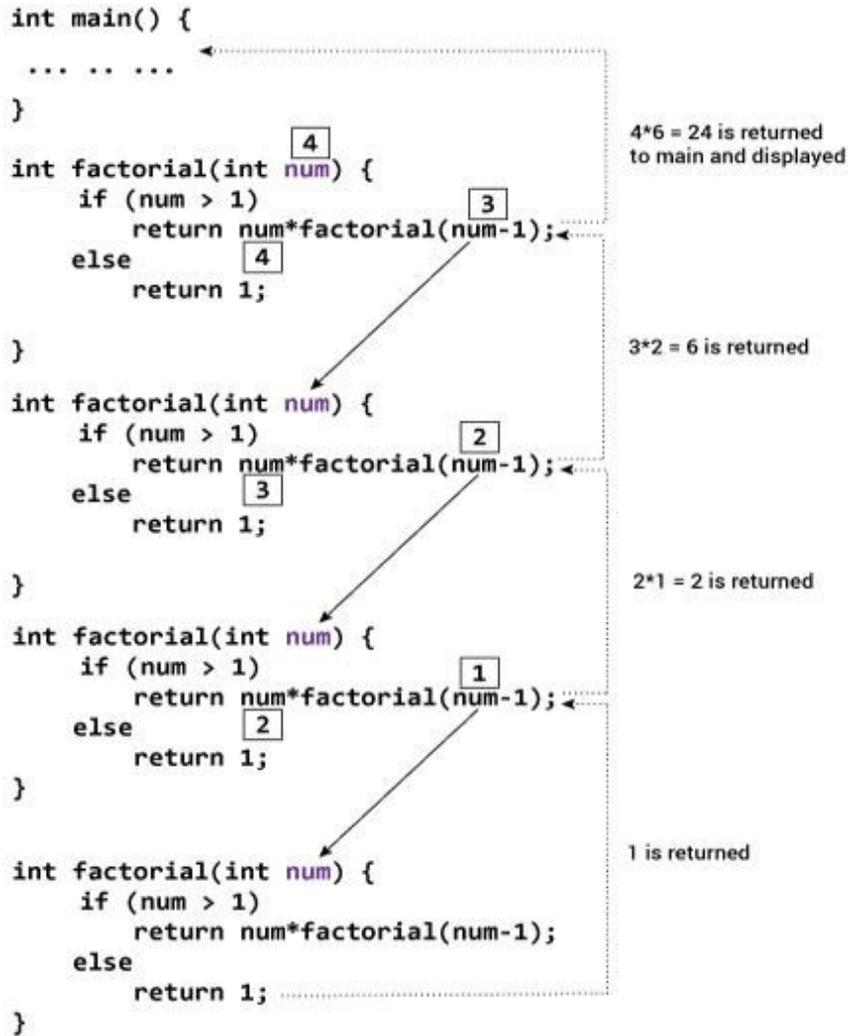 int main() {
... .. ...
}
4*6 = 24 is returned
to main and displayed
4
int factorial(int num) {
if (num > 1)
3
return num*factorial(num-1);
else
4
return 1;
}
3*2 = 6 is returned
int factorial(int num) {
if (num > 1)
2
return num*factorial(num-1);
else
3
return 1;
}
2*1 = 2 is returned
int factorial(int num) {
if (num > 1)
1
return num*factorial(num-1);
else
2
return 1;
}
1 is returned
int factorial(int num) {
if (num > 1)
return num*factorial(num-1);
else
return 1;
}